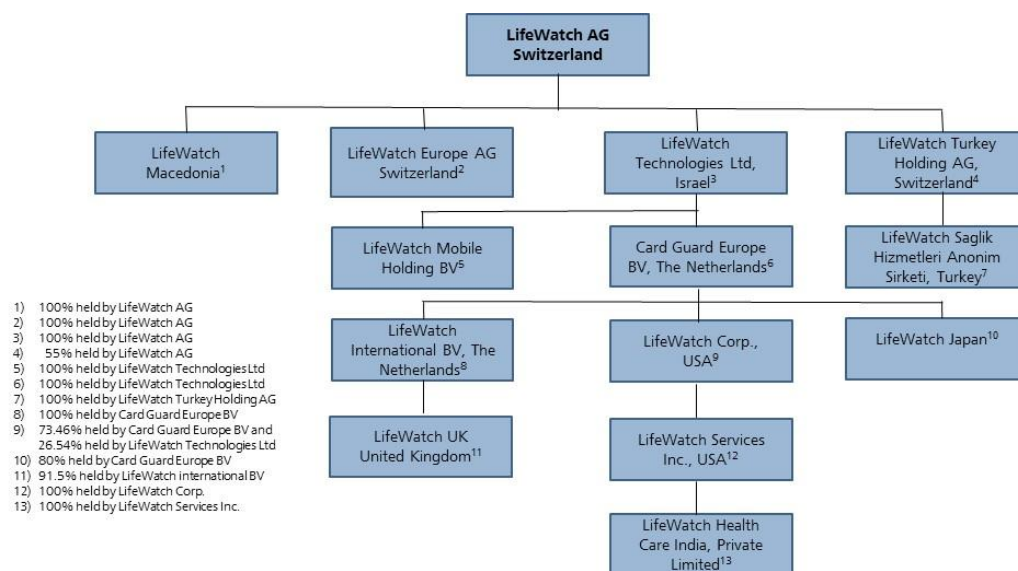 LifeWatch AG
Switzerland
LifeWatch
Macedonia1
LifeWatch Europe AG
Switzerland2
LifeWatch
Technologies Ltd,
Israel3
LifeWatch Turkey
Holding AG,
Switzerland4
LifeWatch Mobile
Holding BV5
Card Guard Europe
BV, The Netherlands6
LifeWatch Saglik
Hizmetleri Anonim
Sirketi, Turkey7
LifeWatch
International BV, The
Netherlands8
LifeWatch Corp.,
USA9
LifeWatch Japan10
LifeWatch UK
United Kingdom11
LifeWatch Services
Inc., USA12
LifeWatch Health
Care India, Private
Limited13
1) 100% held by LifeWatch AG
2) 100% held by LifeWatch AG
3) 100% held by LifeWatch AG
4) 55% held by LifeWatch AG
5) 100% held by LifeWatch Technologies Ltd
6) 100% held by LifeWatch Technologies Ltd
7) 100% held by LifeWatch Turkey Holding AG
8) 100% held by Card Guard Europe BV
9) 73.46% held by Card Guard Europe BV and
26.54% held by LifeWatch Technologies Ltd
10) 80% held by Card Guard Europe BV
11) 91.5% held by LifeWatch international BV
12) 100% held by LifeWatch Corp.
13) 100% held by LifeWatch Services Inc.